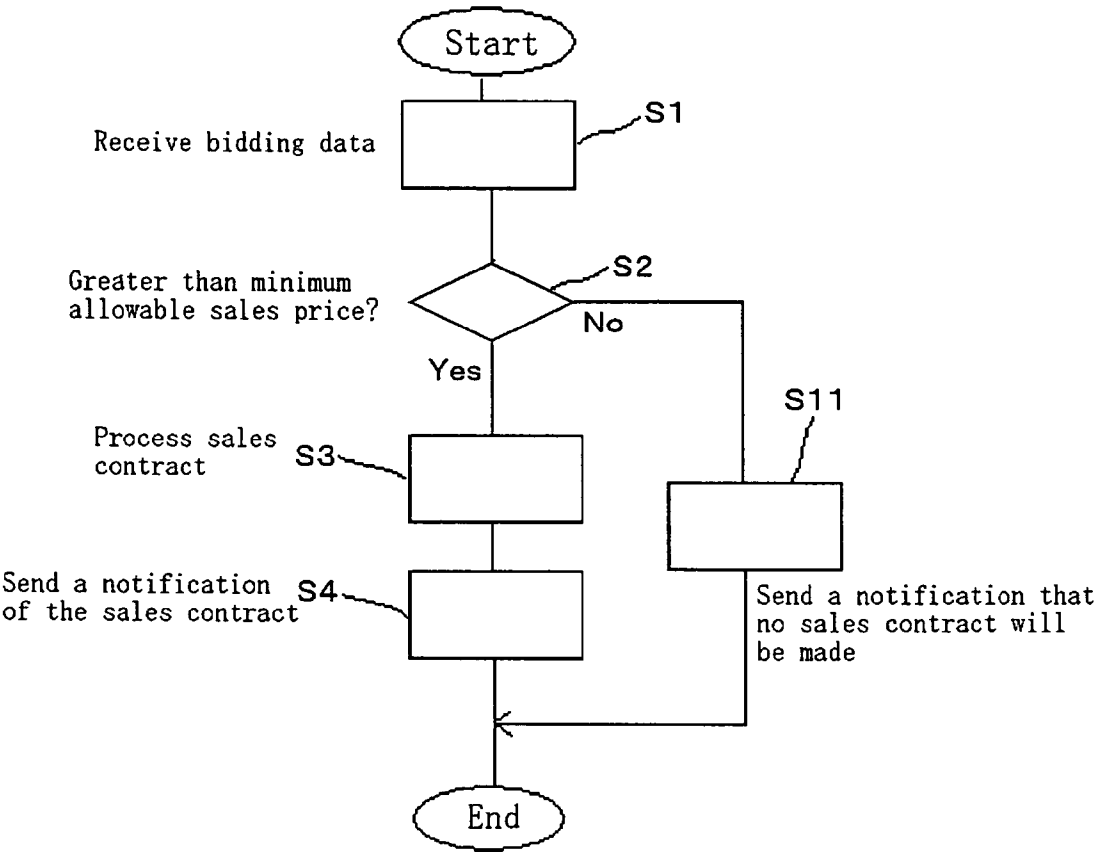 Start
S1
Receive bidding data
S2
Greater than minimum
allowable sales price?
No
Yes
S11
Process sales
contract
S3
Send a notification
of the sales contract
S4
Send a notification that
no sales contract will
be made
End